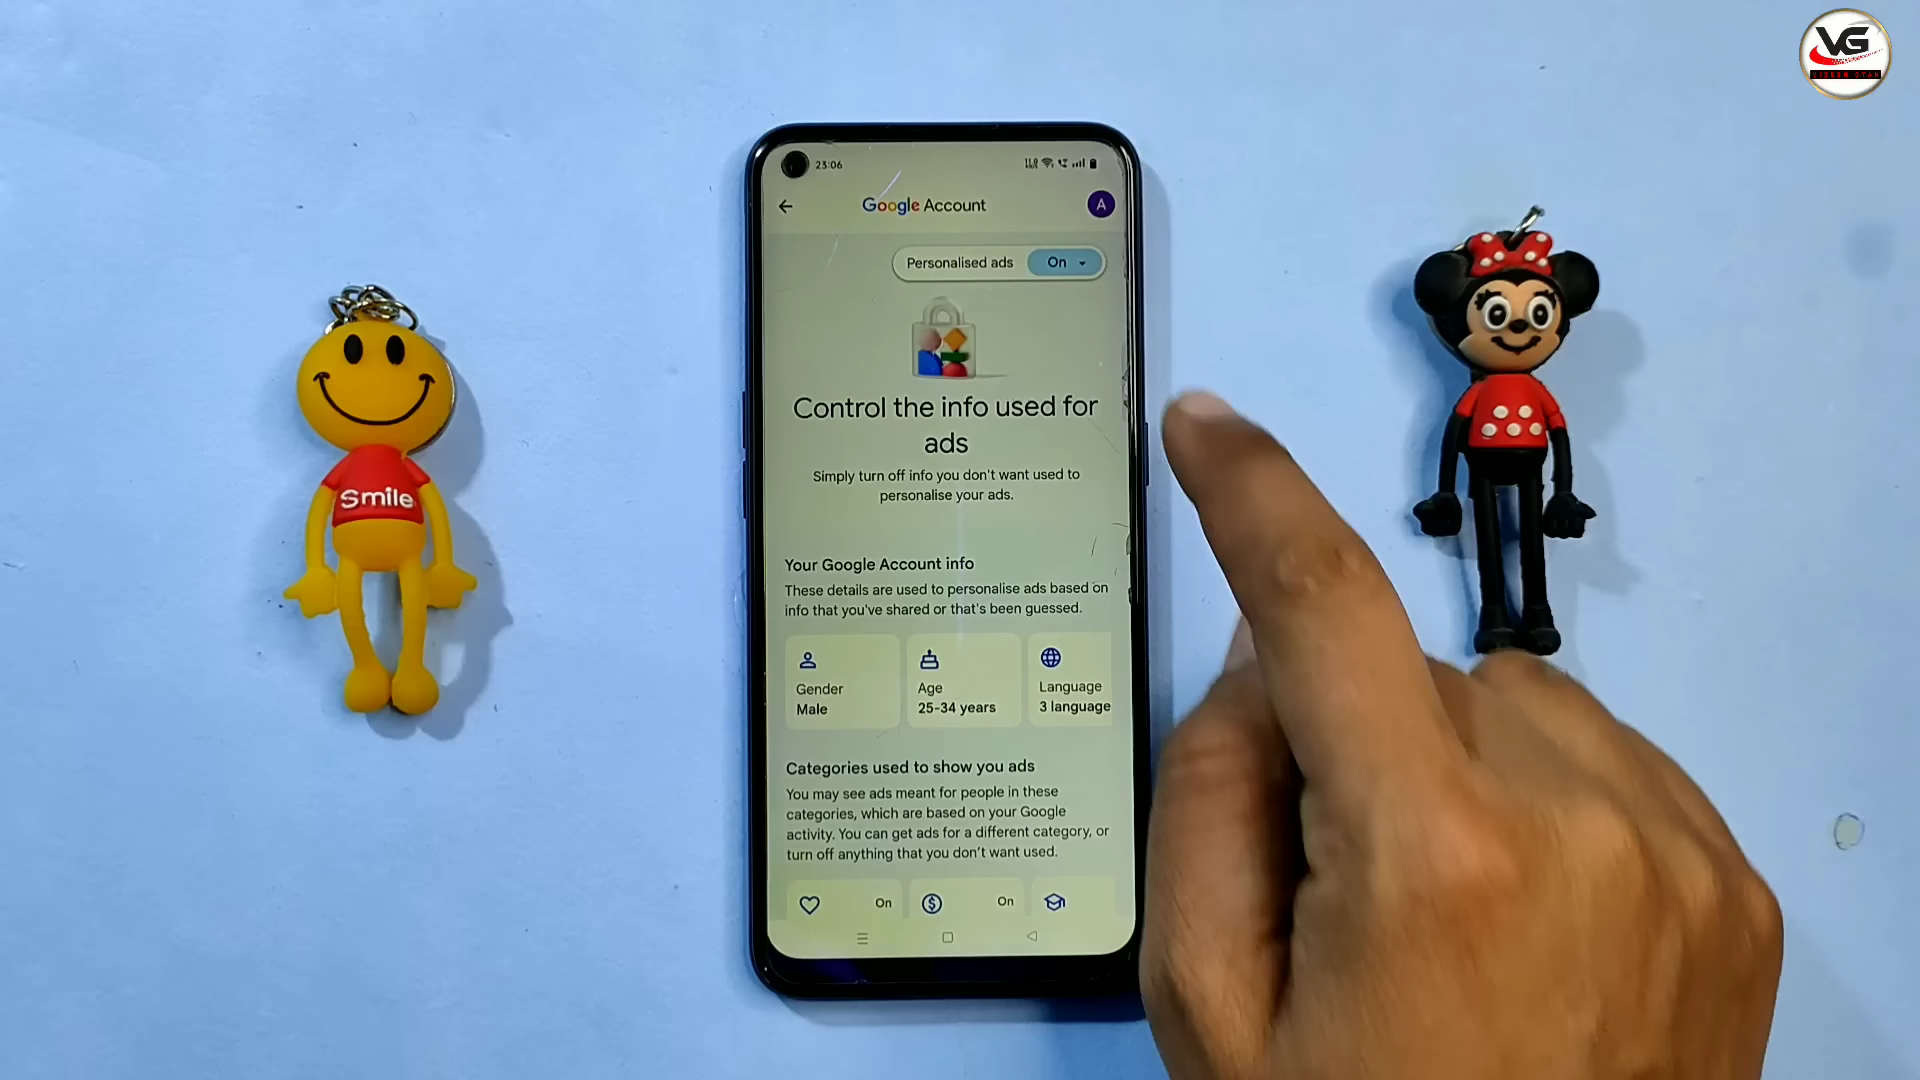 VG
23:06
Google Account
A
Personalised ads
On
Control the info used for
ads
Simply turn off info you don't want used to
personalise your ads.
Your Google Account info
These details are used to personalise ads based on
info that you've shared or that's been guessed.
Gender
Male
Age
25-34 years
Language
3 language
Categories used to show you ads
You may see ads meant for people in these
categories, which are based on your Google
activity. You can get ads for a different category, or
turn off anything that you don't want used.
On
On
Smile